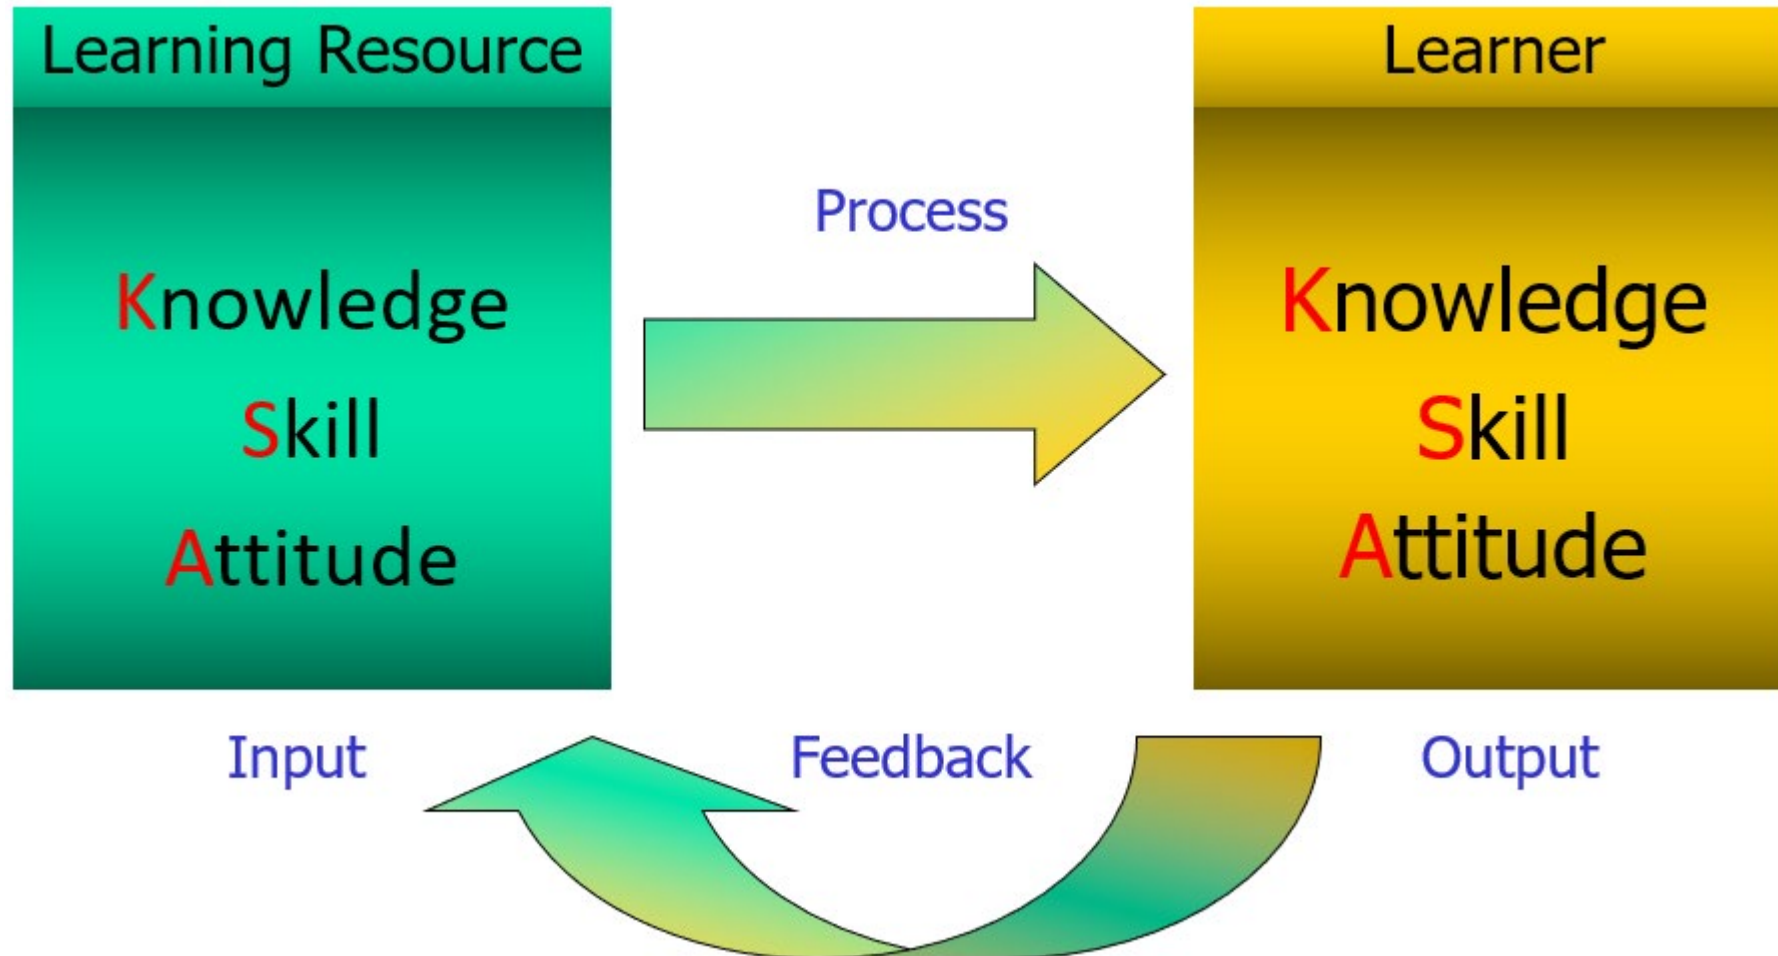 Learning Resource
Knowledge
Skill
Attitude
Input
Process
Feedback
Learner
Knowledge
Skill
Attitude
Output